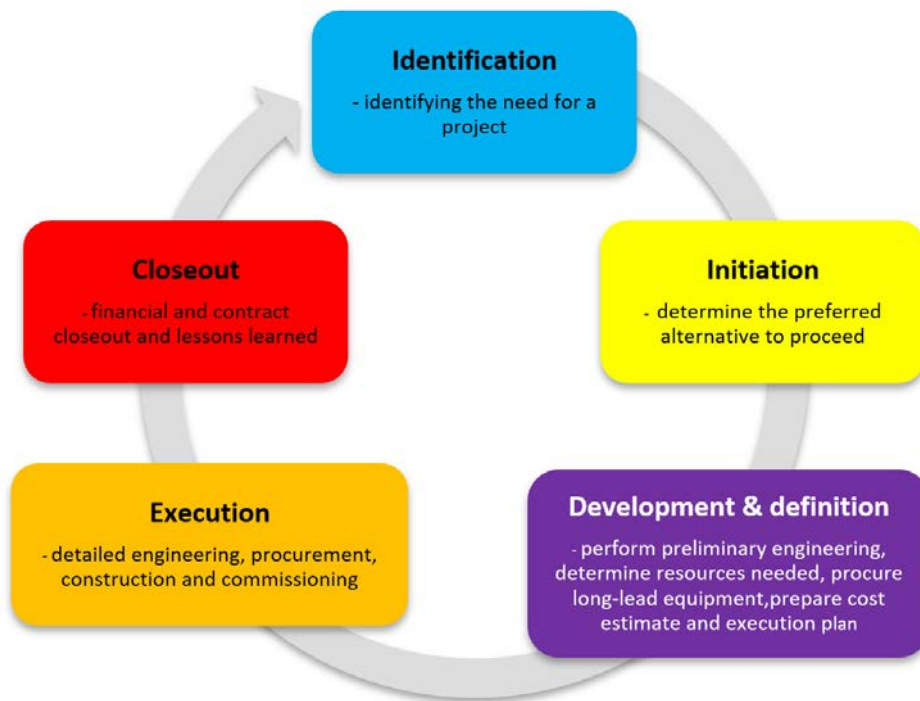 Identification
- identifying the need for a
project
Initiation
- determine the preferred
alternative to proceed
Development & definition
- perform preliminary engineering,
determine resources needed, procure
long-lead equipment,prepare cost
estimate and execution plan
Execution
- detailed engineering, procurement,
construction and commissioning
Closeout
- financial and contract
closeout and lessons learned